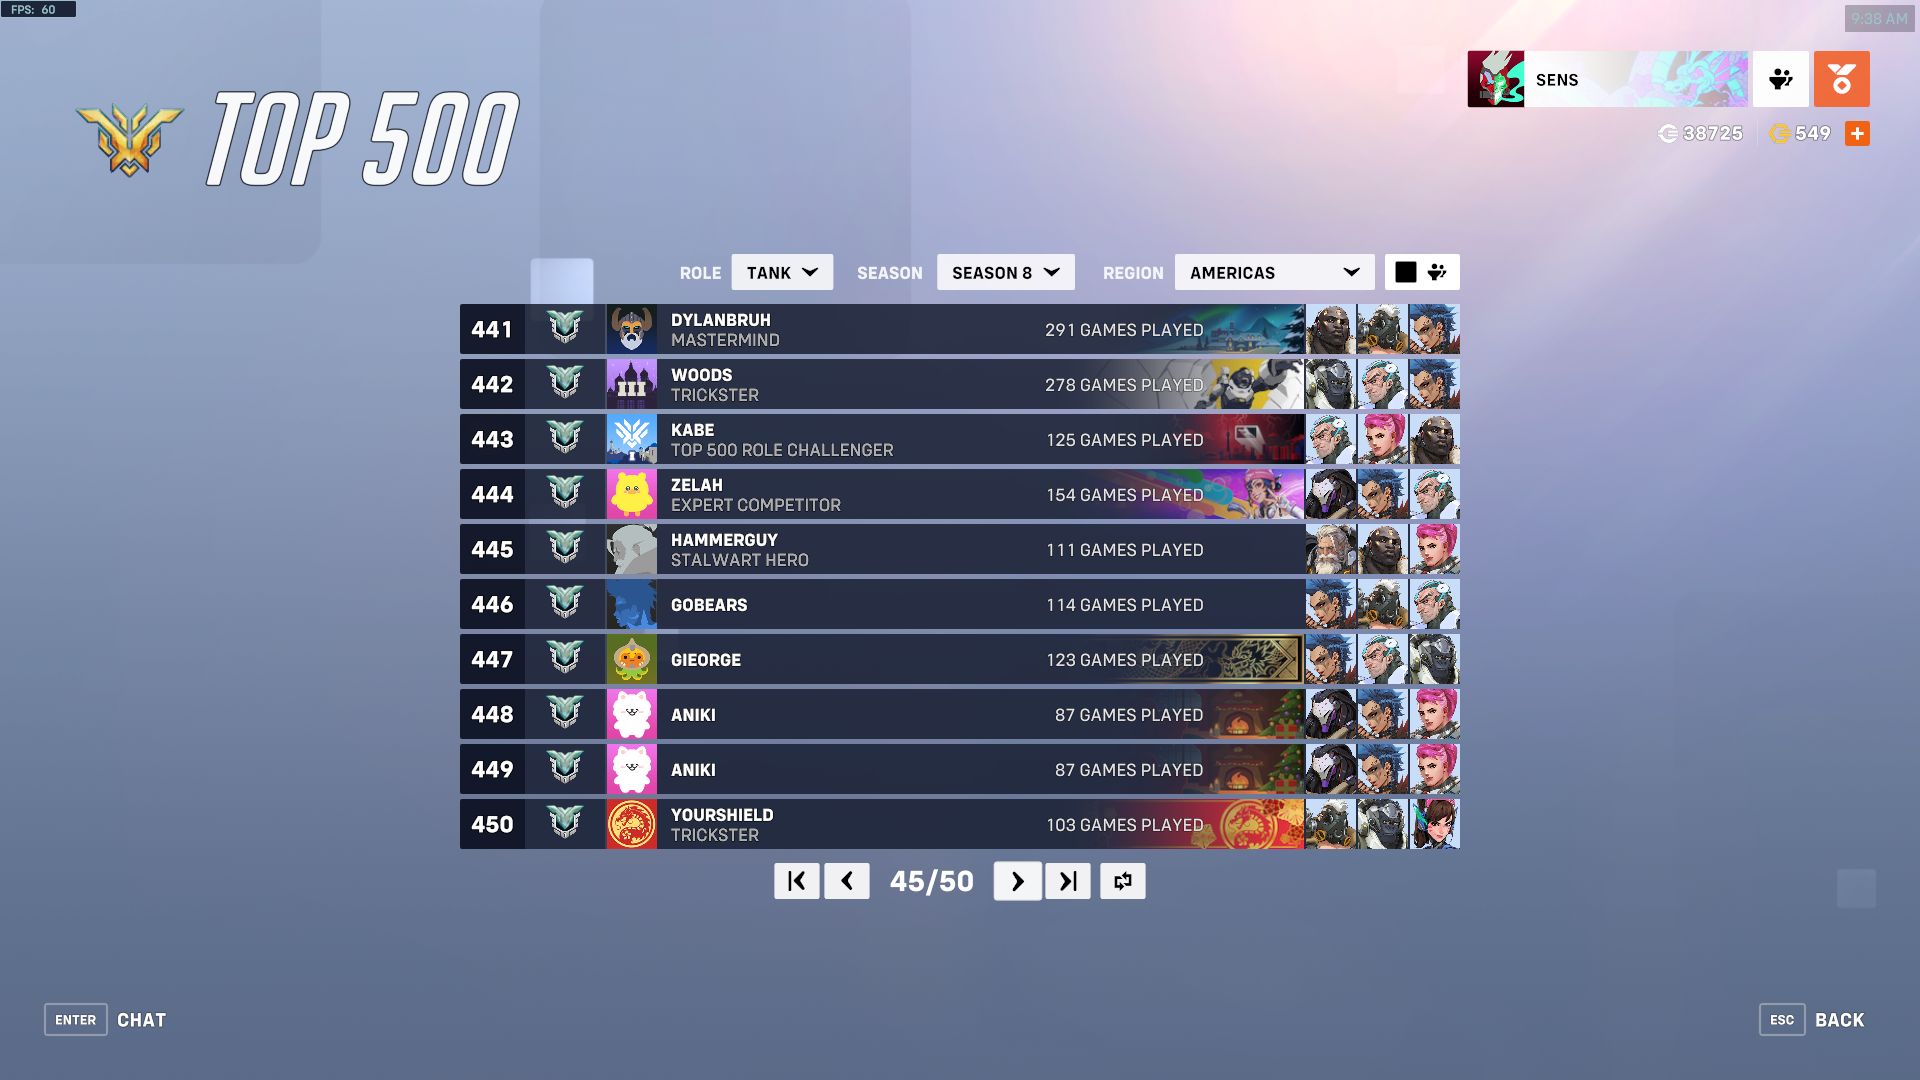 FPS: 60
9:38 AM
TOP 500
SENS
38725
549
ROLE TANK SEASON SEASON 8 REGION AMERICAS
441 DYLANBRUH 291 GAMES PLAYED
MASTERMIND
442 WOODS 278 GAMES PLAYED
TRICKSTER
443 KABE 125 GAMES PLAYED
TOP 500 ROLE CHALLENGER
444 ZELAH 154 GAMES PLAYED
EXPERT COMPETITOR
445 HAMMERGUY 111 GAMES PLAYED
STALWART HERO
446 GOBEARS 114 GAMES PLAYED
447 GIEORGE 123 GAMES PLAYED
448 ANIKI 87 GAMES PLAYED
449 ANIKI 87 GAMES PLAYED
450 YOURSHIELD 103 GAMES PLAYED
TRICKSTER
45/50
ENTER CHAT
ESC BACK